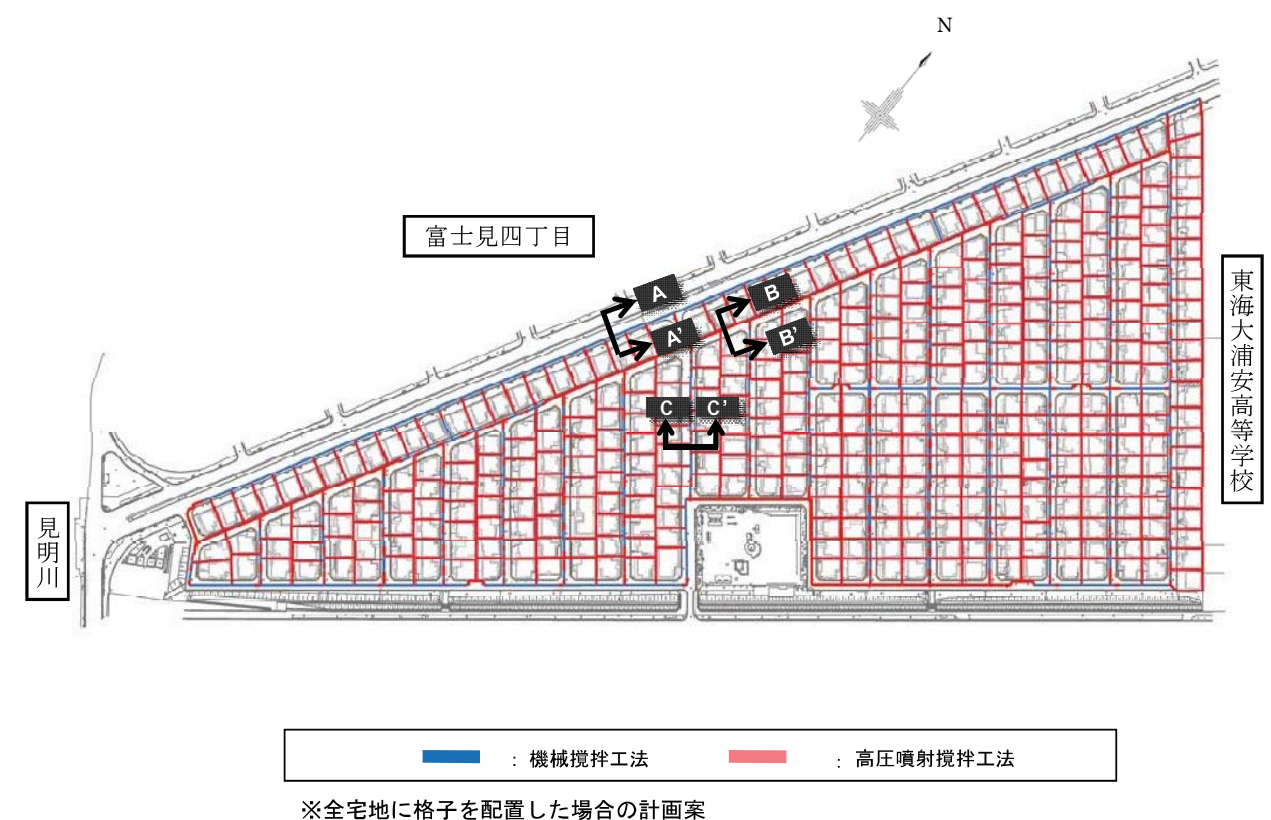 N
富士見四丁目
A
B
A’
B’
C
C’
東海大浦安高等学校
見明川
：機械撹拌工法
：高圧噴射撹拌工法
※全宅地に格子を配置した場合の計画案